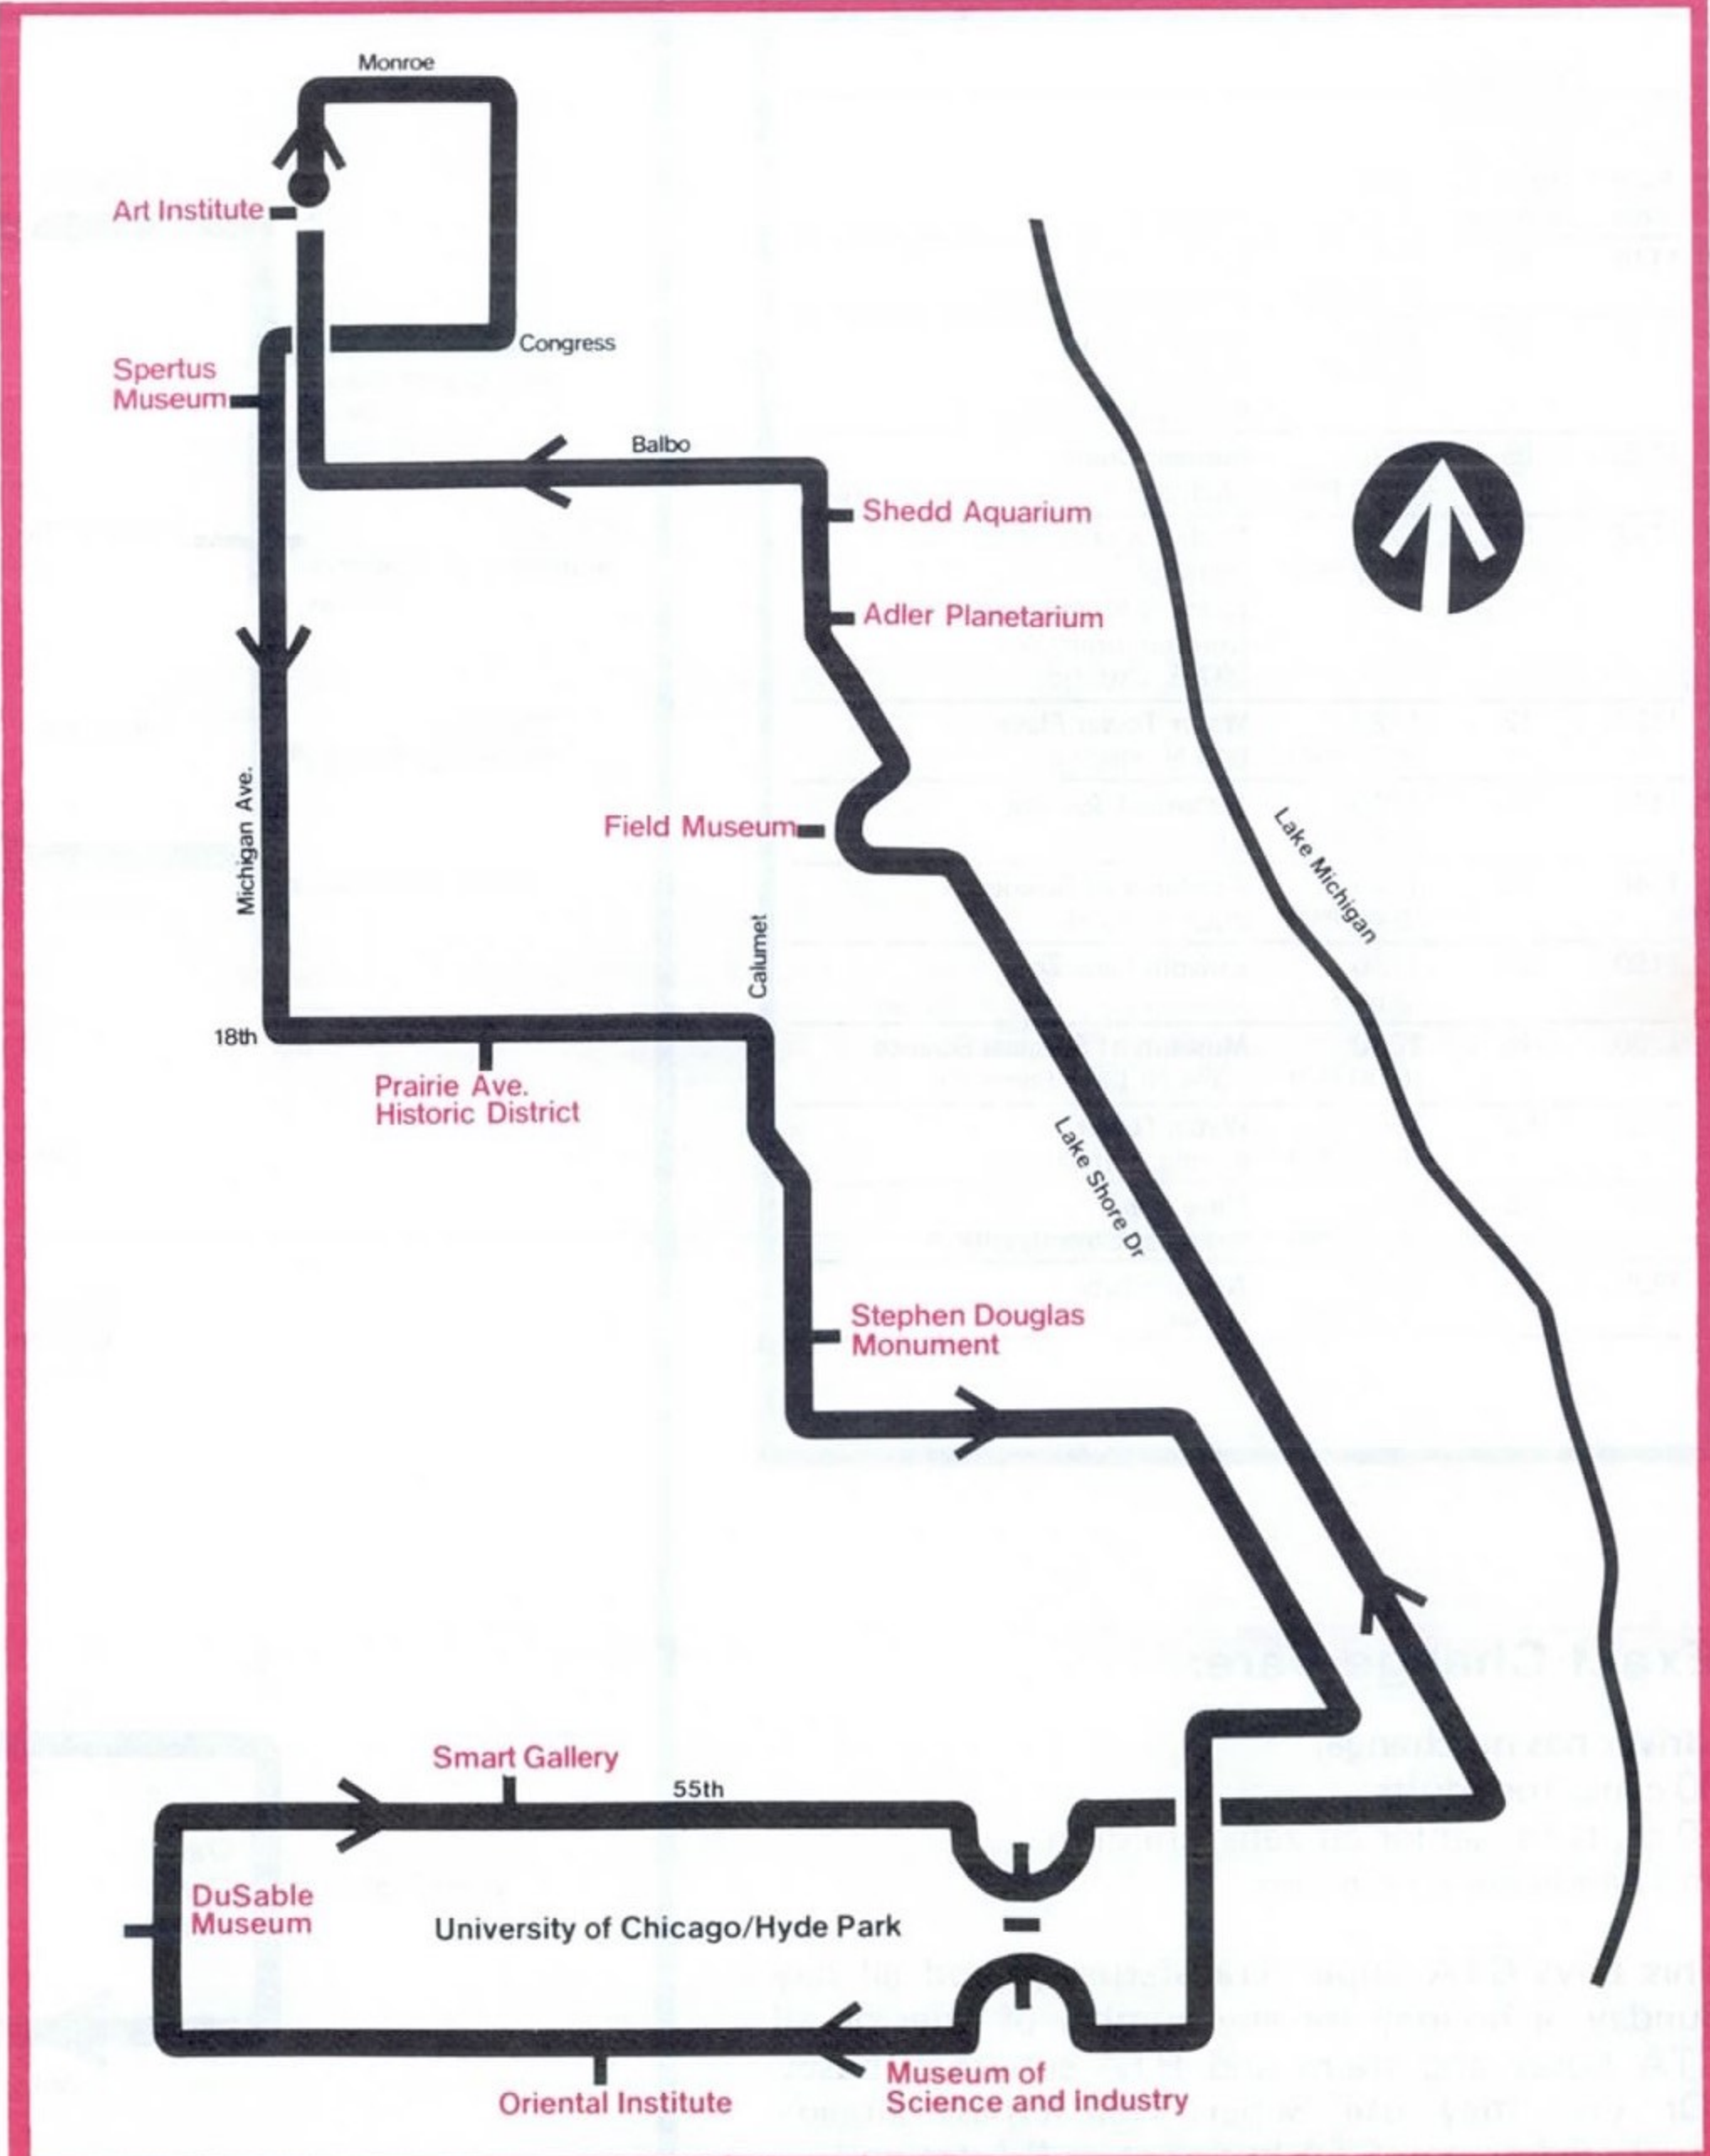 Monroe
Art Institute
Congress
Spertus
Museum
Balbo
Shedd Aquarium
Adler Planetarium
Michigan Ave.
Field Museum
Lake Michigan
Calumet
18th
Prairie Ave.
Historic District
Lake Shore Dr
Stephen Douglas
Monument
Smart Gallery
55th
DuSable
Museum
University of Chicago/Hyde Park
Museum of
Science and Industry
Oriental Institute